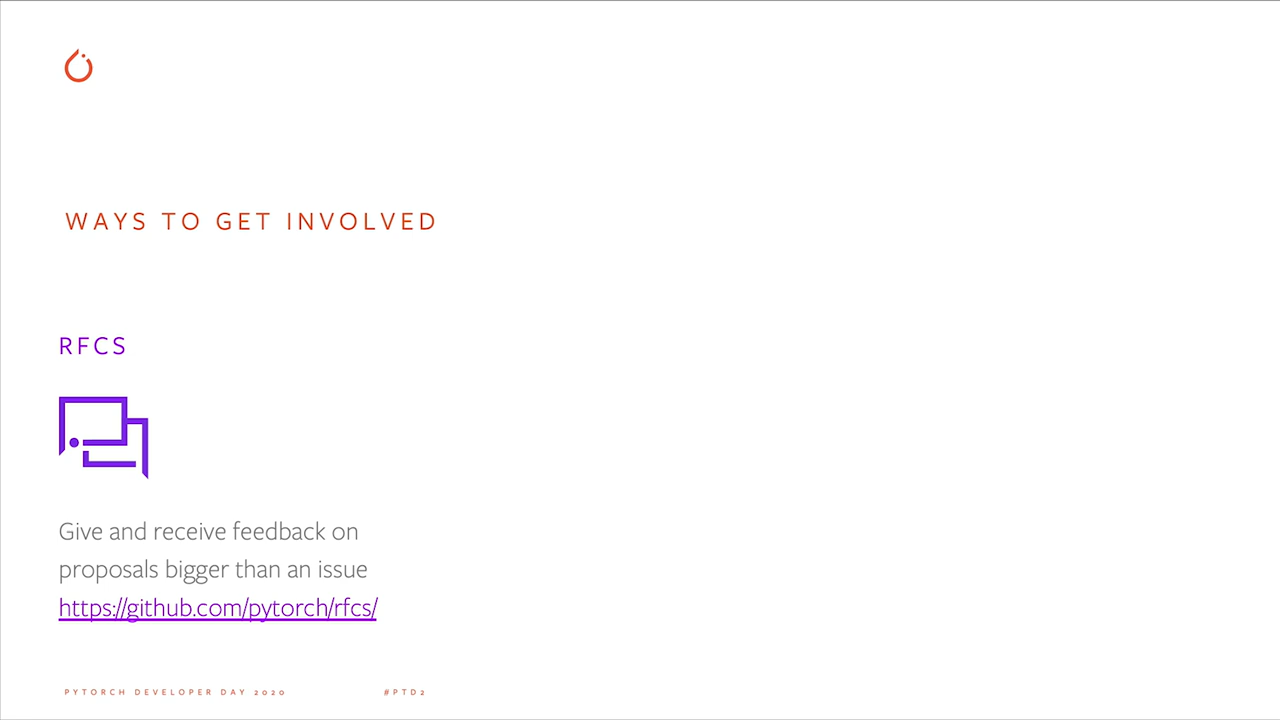 WAYS TO GET INVOLVED
RFCS
Give and receive feedback on
proposals bigger than an issue
https://github.com/pytorch/rfcs/
PYTORCH DEVELOPER DAY 2020 #PTD2